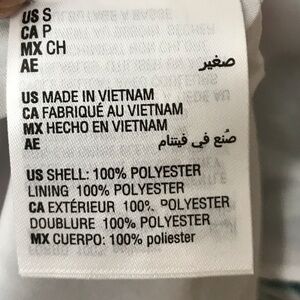 US S
CA P
MX CH
AE صغير
US MADE IN VIETNAM
CA FABRIQUÉ AU VIETNAM
MX HECHO EN VIETNAM
AE صُنع في فيتنام
US SHELL: 100% POLYESTER
LINING 100% POLYESTER
CA EXTÉRIEUR 100% POLYESTER
DOUBLURE 100% POLYESTER
MX CUERPO: 100% poliester